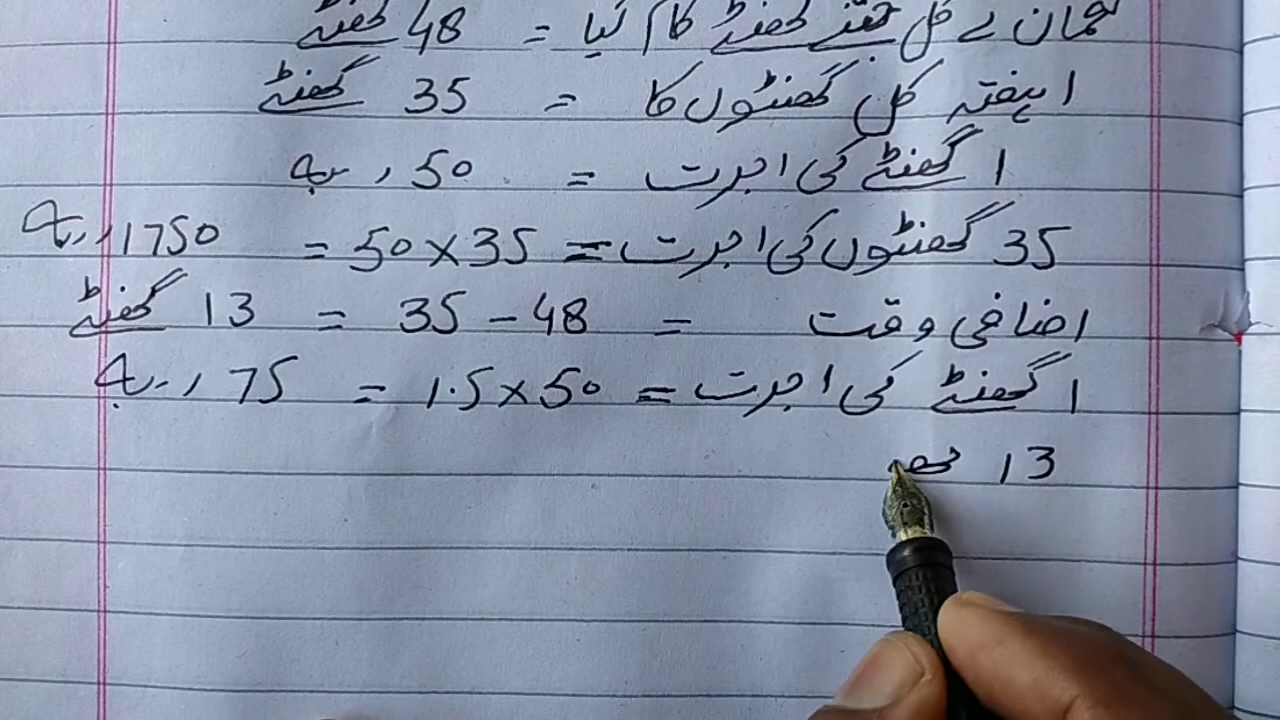 نعمان نے کل جتنے گھنٹے کام کیا = 48 گھنٹے
1 ہفتہ کل گھنٹوں کا = 35 گھنٹے
1 گھنٹے کی اجرت = 50 روپے
35 گھنٹوں کی اجرت = 35×50 = 1750 روپے
اضافی وقت = 48 − 35 = 13 گھنٹے
1 گھنٹے کی اجرت = 50×1.5 = 75 روپے
13